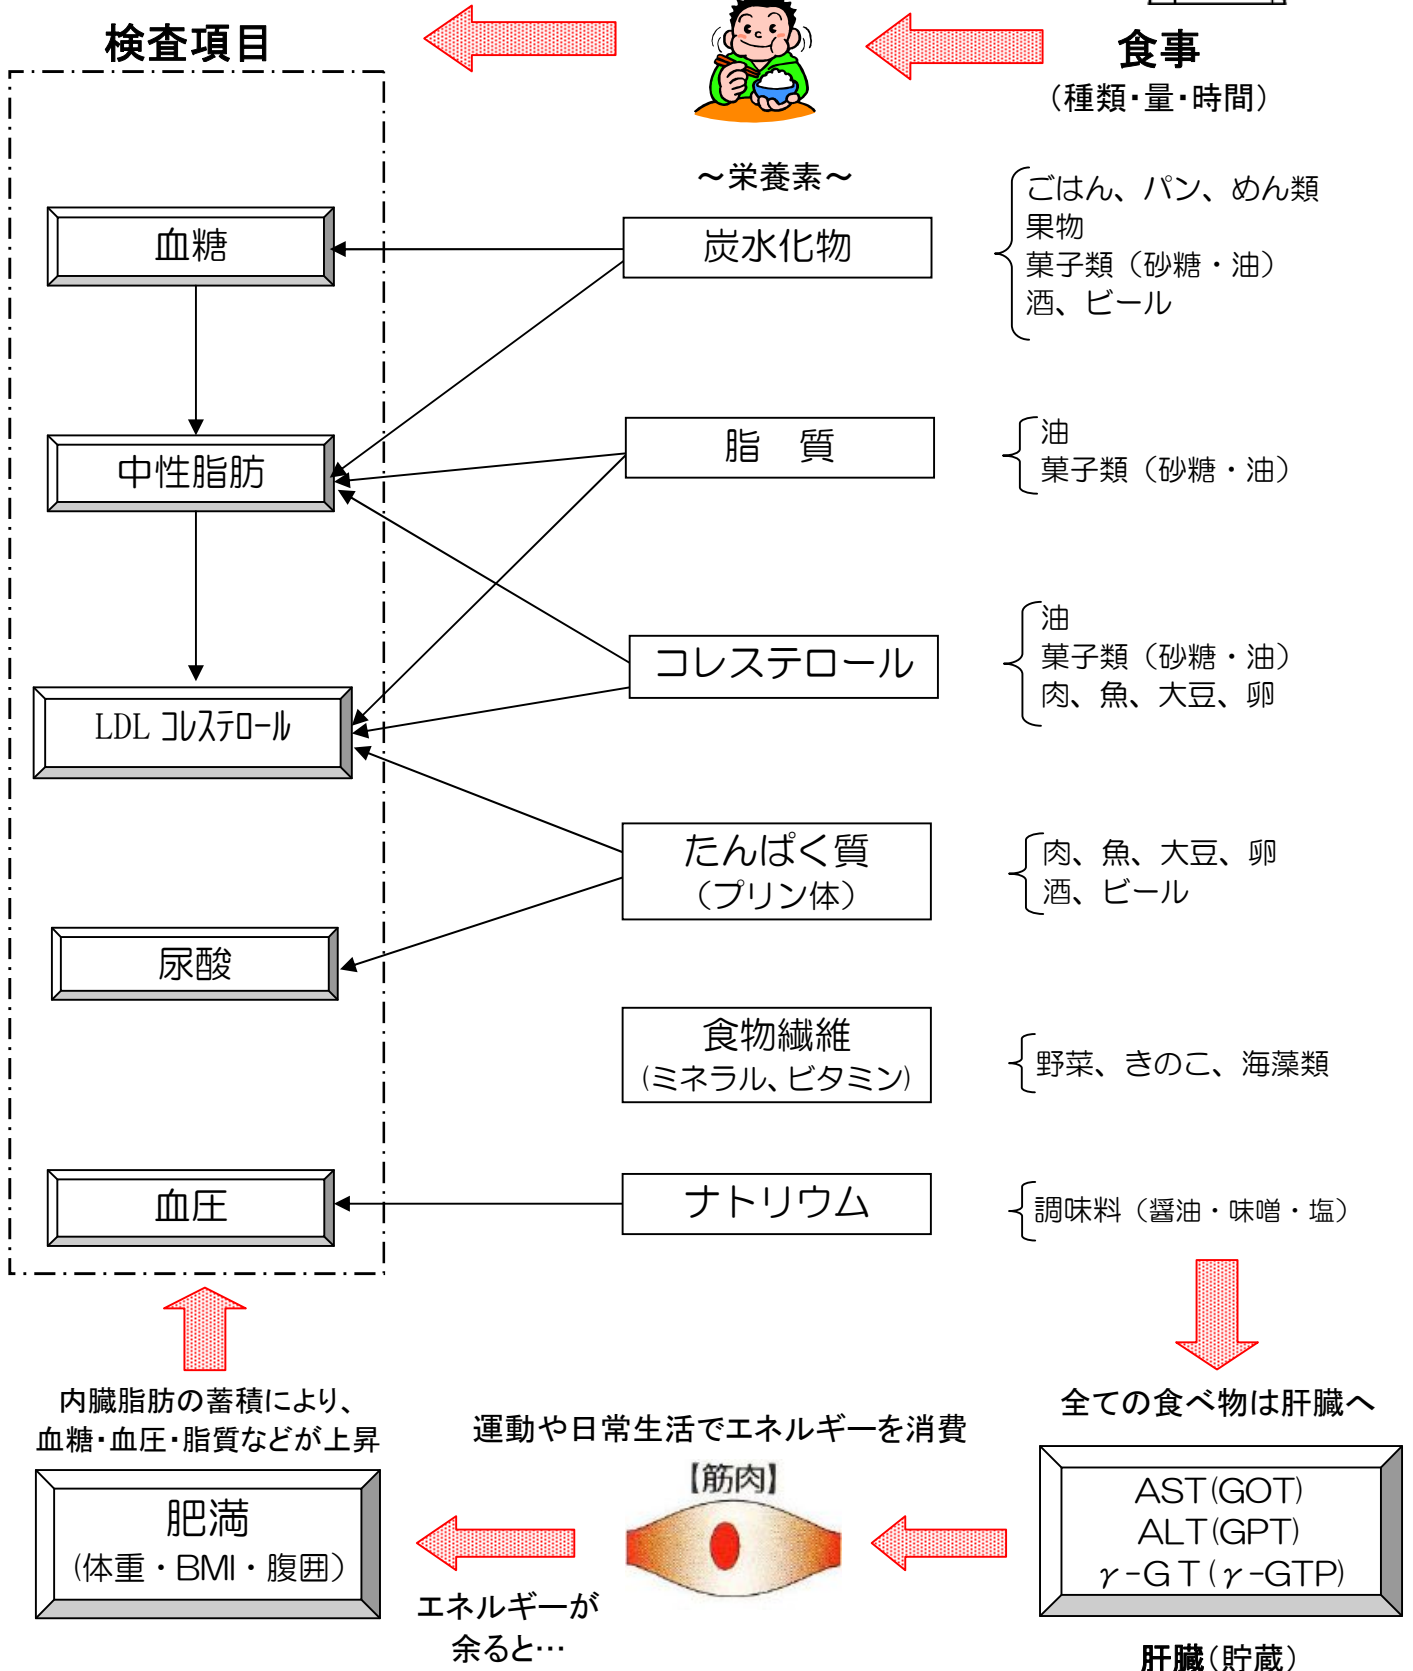 検査項目
食事
（種類・量・時間）
～栄養素～
血糖
炭水化物
ごはん、パン、めん類
果物
菓子類（砂糖・油）
酒、ビール
中性脂肪
脂　質
油
菓子類（砂糖・油）
LDL ｺﾚｽﾃﾛｰﾙ
コレステロール
油
菓子類（砂糖・油）
肉、魚、大豆、卵
たんぱく質
（プリン体）
肉、魚、大豆、卵
酒、ビール
尿酸
食物繊維
(ミネラル、ビタミン)
野菜、きのこ、海藻類
血圧
ナトリウム
調味料（醤油・味噌・塩）
内臓脂肪の蓄積により、
血糖・血圧・脂質などが上昇
肥満
(体重・BMI・腹囲）
運動や日常生活でエネルギーを消費
【筋肉】
エネルギーが
余ると…
全ての食べ物は肝臓へ
AST(GOT)
ALT(GPT)
γ-GT(γ-GTP)
肝臓（貯蔵）